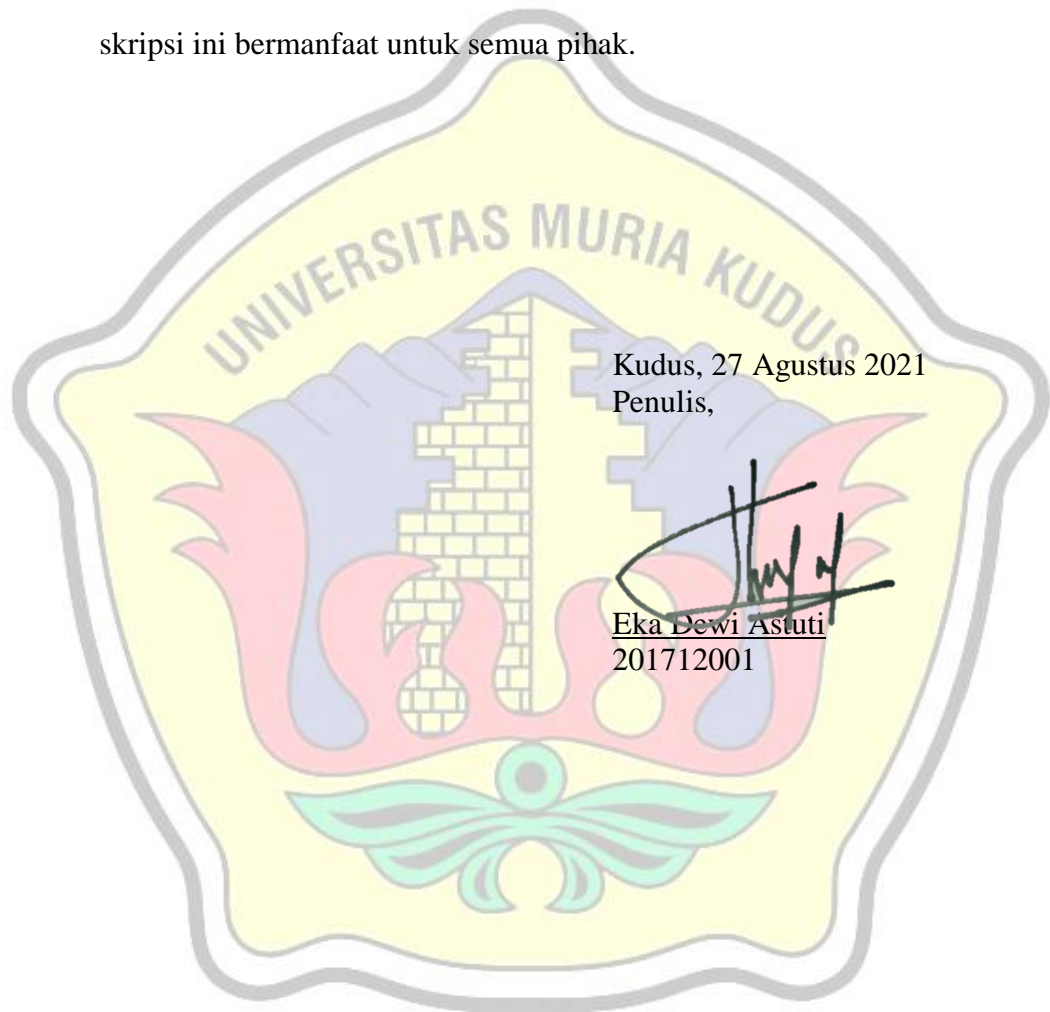 skripsi ini bermanfaat untuk semua pihak.
UNIVERSITAS MURIA KUDUS
Kudus, 27 Agustus 2021
Penulis,
Eka Dewi Astuti
201712001